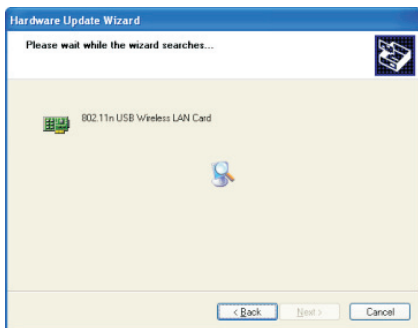 Hardware Update Wizard
Please wait while the wizard searches...
802.11n USB Wireless LAN Card
< Back Next > Cancel